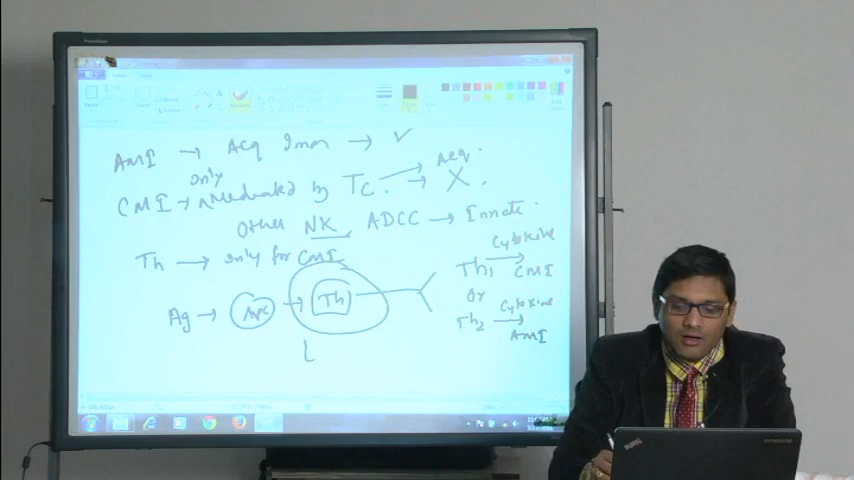 AMI → Acq Imm → ✓
only
CMI → ^ Mediated by Tc → Acq.
→ X.
Other NK, ADCC → Innate.
Th → only for CMI
Ag → APC → Th
Th1 Cytokine → CMI
Or
Th2 Cytokine → AMI
L
lenovo